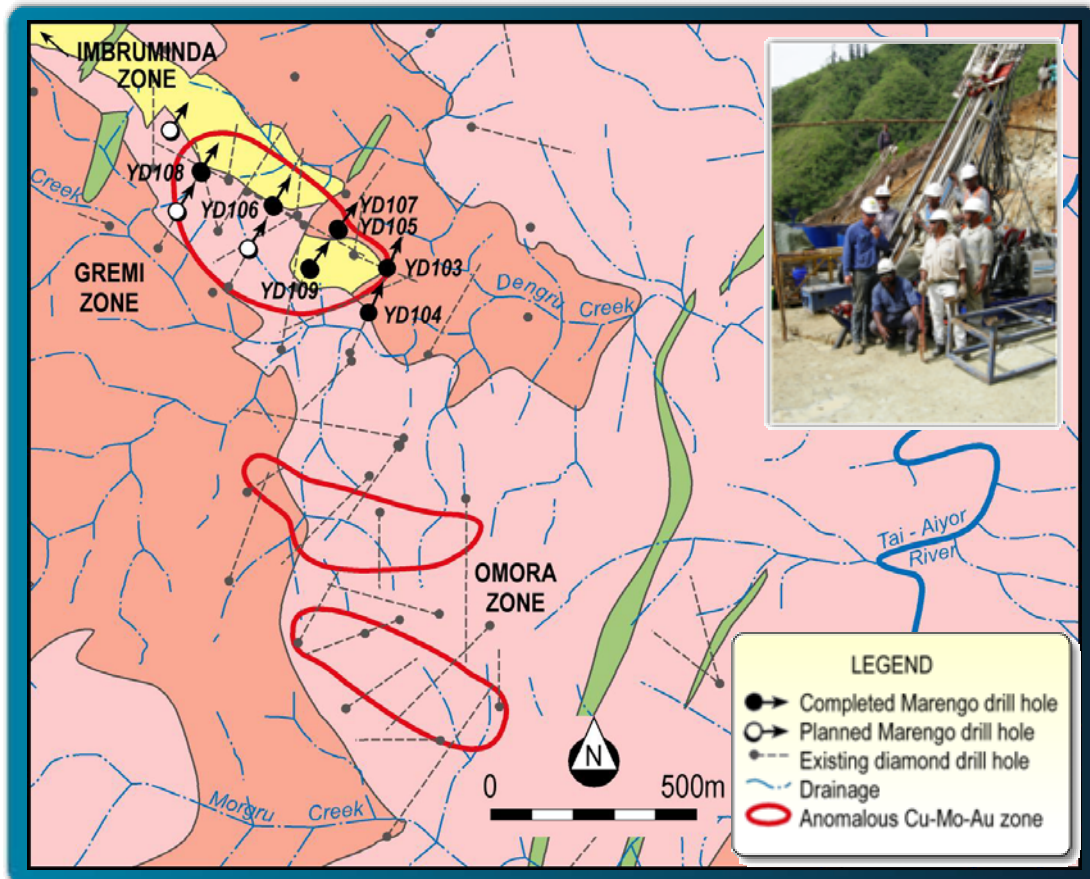 IMBRUMINDA
ZONE
YD108
Creek
YD106
YD107
YD105
GREMI
ZONE
YD103
YD109
YD104
Dengru Creek
Tai - Aiyor
River
OMORA
ZONE
Morgru Creek
N
0 500m
LEGEND
Completed Marengo drill hole
Planned Marengo drill hole
Existing diamond drill hole
Drainage
Anomalous Cu-Mo-Au zone